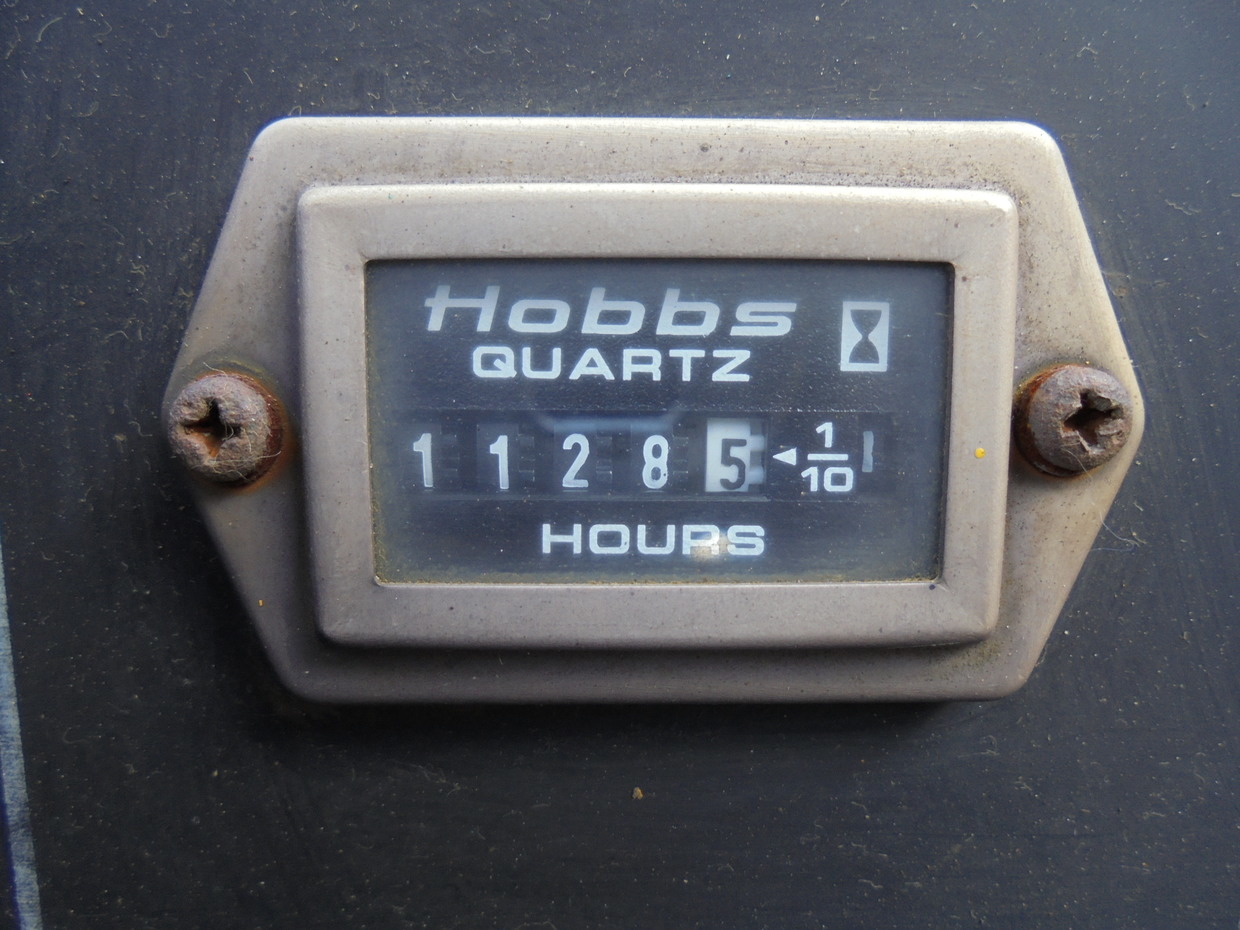 Hobbs
QUARTZ
1 1 2 8 5 ◄ 1/10
HOURS